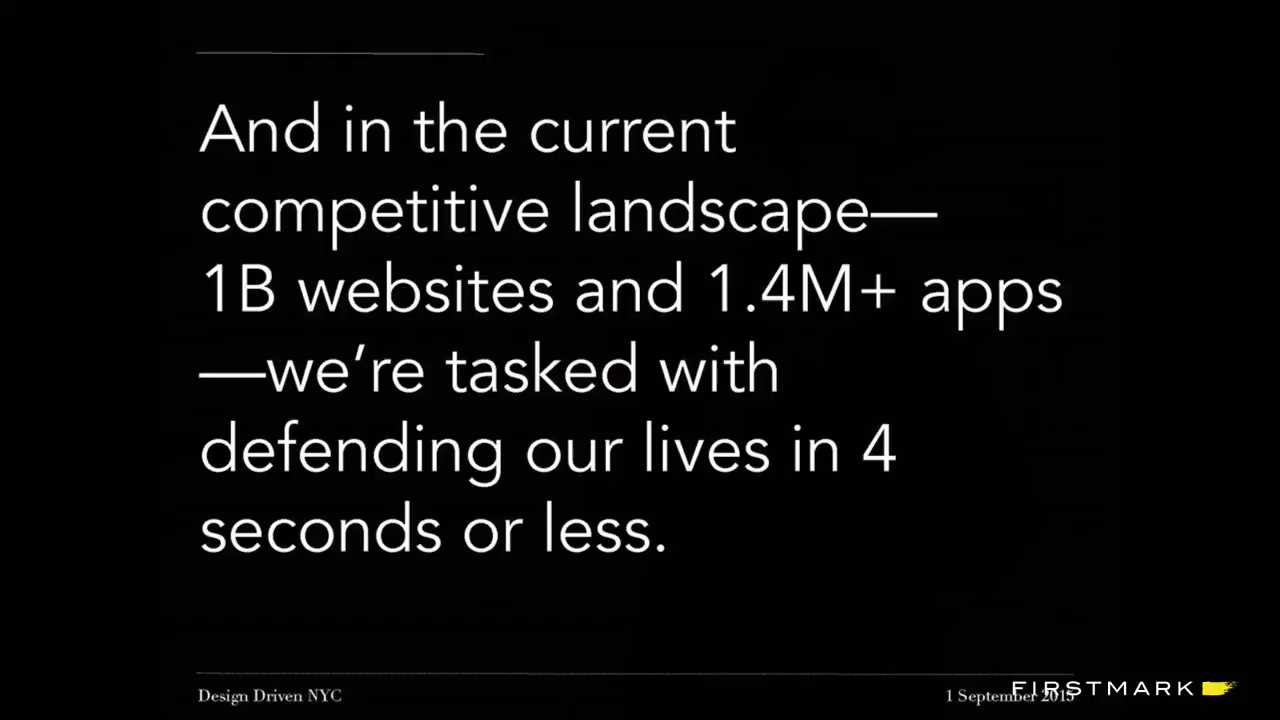 And in the current
competitive landscape—
1B websites and 1.4M+ apps
—we’re tasked with
defending our lives in 4
seconds or less.
Design Driven NYC
1 September 2015
FIRSTMARK